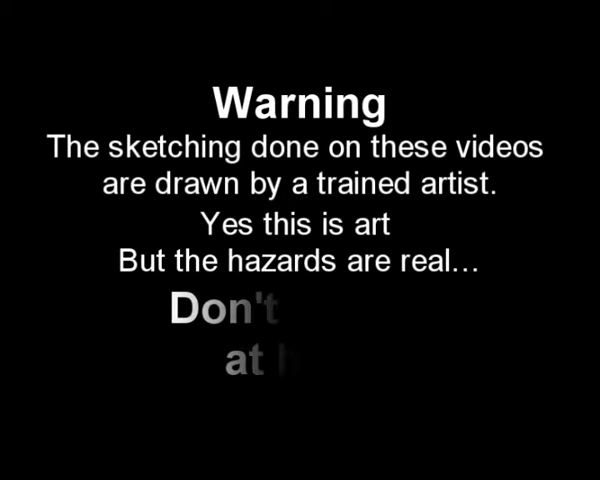 Warning
The sketching done on these videos
are drawn by a trained artist.
Yes this is art
But the hazards are real...
Don't
at